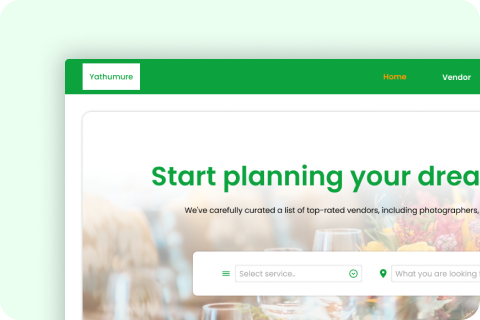 Yathumure
Home
Vendor
Start planning your drea
We've carefully curated a list of top-rated vendors, including photographers,
Select service..
What you are looking